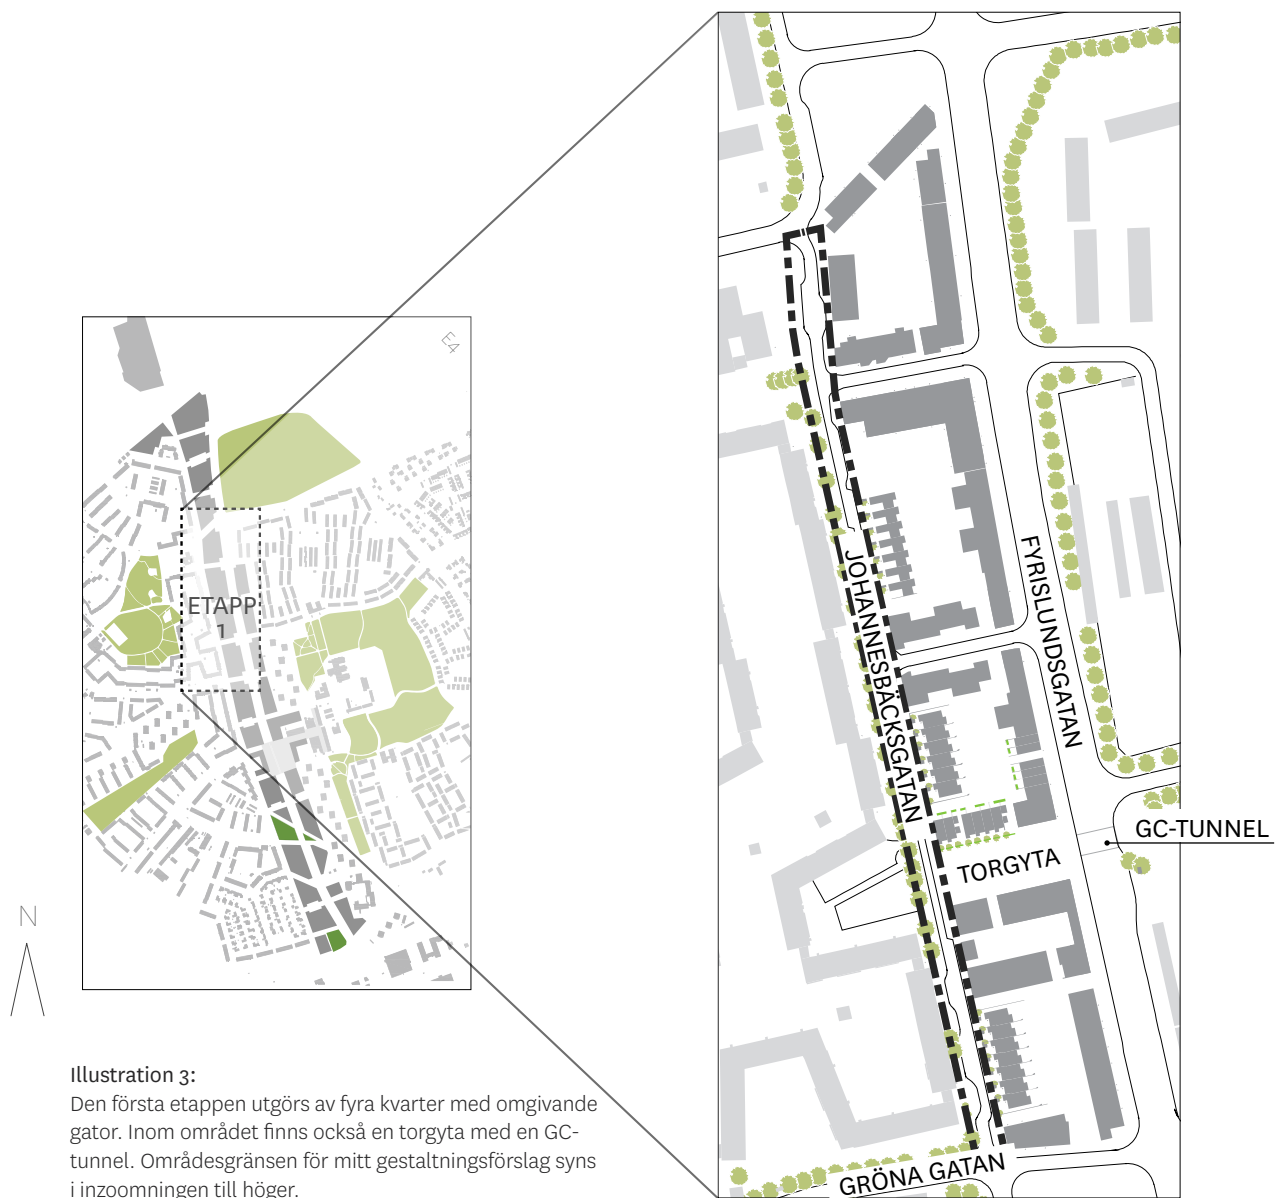 E4
ETAPP
1
N
JOHANNESBÄCKSGATAN
FYRISLUNDSGATAN
GC-TUNNEL
TORGYTA
GRÖNA GATAN
Illustration 3:
Den första etappen utgörs av fyra kvarter med omgivande
gator. Inom området finns också en torgyta med en GC-
tunnel. Områdesgränsen för mitt gestaltningsförslag syns
i inzoomningen till höger.